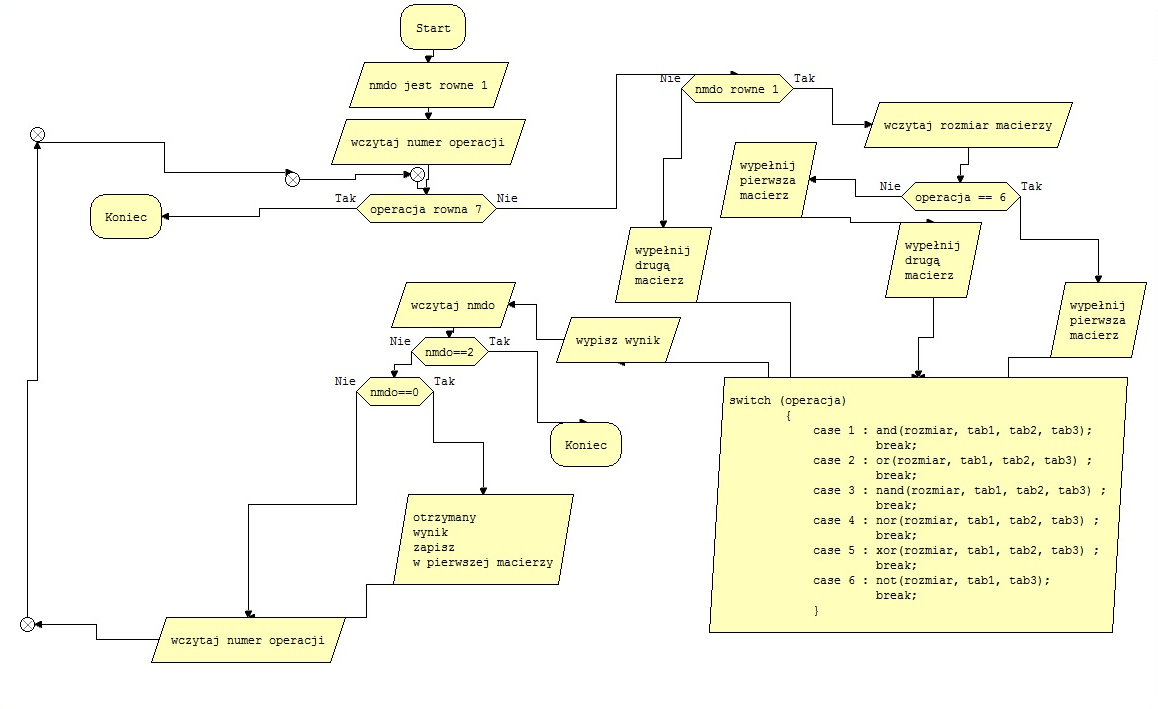 Start
nmdo jest rowne 1
wczytaj numer operacji
Tak
operacja rowna 7
Nie
Koniec
Nie
nmdo rowne 1
Tak
wczytaj rozmiar macierzy
Nie
operacja == 6
Tak
wypełnij
pierwsza
macierz
wypełnij
drugą
macierz
wypełnij
drugą
macierz
wypełnij
pierwsza
macierz
wczytaj nmdo
wypisz wynik
Nie
nmdo==2
Tak
Nie
nmdo==0
Tak
Koniec
switch (operacja)
{
case 1 : and(rozmiar, tab1, tab2, tab3);
break;
case 2 : or(rozmiar, tab1, tab2, tab3) ;
break;
case 3 : nand(rozmiar, tab1, tab2, tab3) ;
break;
case 4 : nor(rozmiar, tab1, tab2, tab3) ;
break;
case 5 : xor(rozmiar, tab1, tab2, tab3) ;
break;
case 6 : not(rozmiar, tab1, tab3);
break;
}
otrzymany
wynik
zapisz
w pierwszej macierzy
wczytaj numer operacji